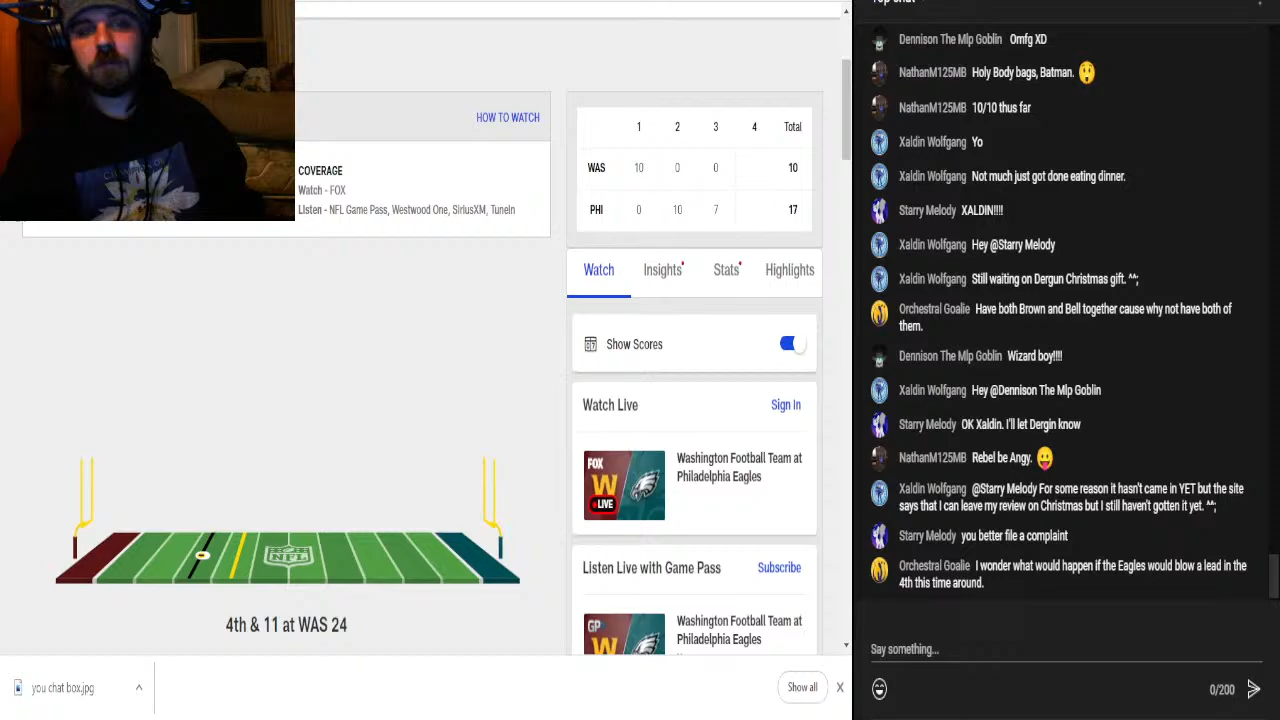 HOW TO WATCH
COVERAGE
Watch - FOX
Listen - NFL Game Pass, Westwood One, SiriusXM, TuneIn
1 2 3 4 Total
WAS 10 0 0 10
PHI 0 10 7 17
Watch Insights Stats Highlights
Show Scores
Watch Live Sign In
FOX
W
LIVE
Washington Football Team at
Philadelphia Eagles
Listen Live with Game Pass Subscribe
GP
W
Washington Football Team at
Philadelphia Eagles
NFL
4th & 11 at WAS 24
you chat box.jpg
Show all X
Dennison The Mlp Goblin Omfg XD
NathanM125MB Holy Body bags, Batman. 😲
NathanM125MB 10/10 thus far
Xaldin Wolfgang Yo
Xaldin Wolfgang Not much just got done eating dinner.
Starry Melody XALDIN!!!!
Xaldin Wolfgang Hey @Starry Melody
Xaldin Wolfgang Still waiting on Dergun Christmas gift. ^^;
Orchestral Goalie Have both Brown and Bell together cause why not have both of
them.
Dennison The Mlp Goblin Wizard boy!!!!
Xaldin Wolfgang Hey @Dennison The Mlp Goblin
Starry Melody OK Xaldin. I'll let Dergin know
NathanM125MB Rebel be Angy. 😛
Xaldin Wolfgang @Starry Melody For some reason it hasn't came in YET but the site
says that I can leave my review on Christmas but I still haven't gotten it yet. ^^;
Starry Melody you better file a complaint
Orchestral Goalie I wonder what would happen if the Eagles would blow a lead in the
4th this time around.
Say something...
0/200